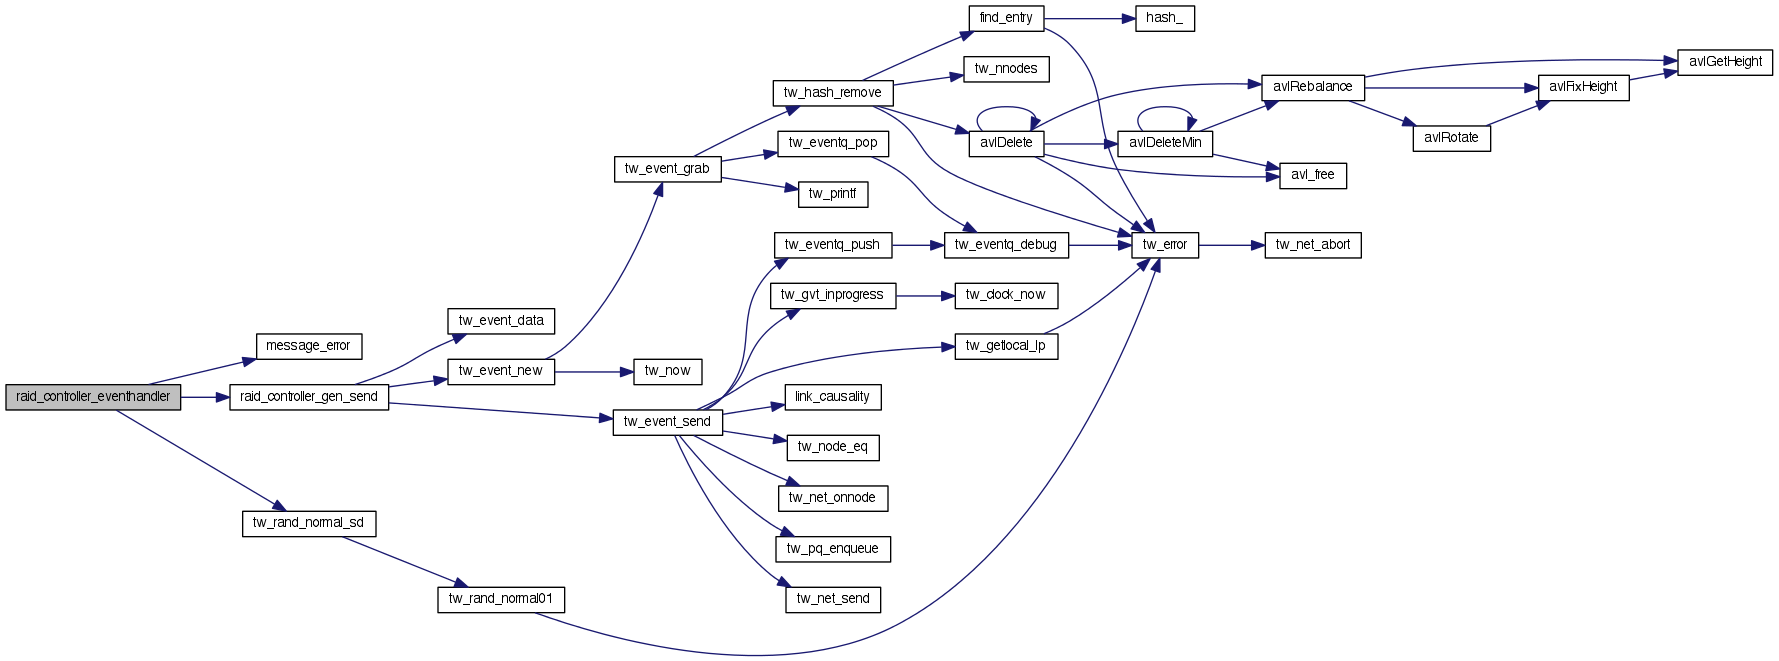 find_entry
hash_
tw_nnodes
avlGetHeight
tw_hash_remove
avlRebalance
avlFixHeight
avlRotate
tw_eventq_pop
avlDelete
avlDeleteMin
tw_event_grab
avl_free
tw_printf
tw_eventq_push
tw_eventq_debug
tw_error
tw_net_abort
tw_gvt_inprogress
tw_clock_now
tw_event_data
message_error
tw_getlocal_lp
tw_event_new
tw_now
raid_controller_eventhandler
raid_controller_gen_send
link_causality
tw_event_send
tw_node_eq
tw_net_onnode
tw_rand_normal_sd
tw_pq_enqueue
tw_rand_normal01
tw_net_send